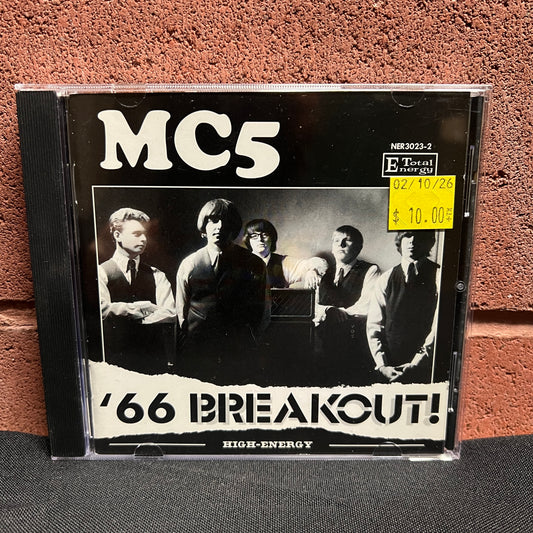 MC5
NER3023-2
Total
Energy
02/10/26
$ 10.00
'66 BREAKOUT!
HIGH-ENERGY